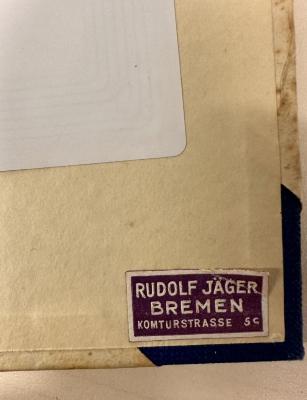 RUDOLF JÄGER
BREMEN
KOMTURSTRASSE 5c